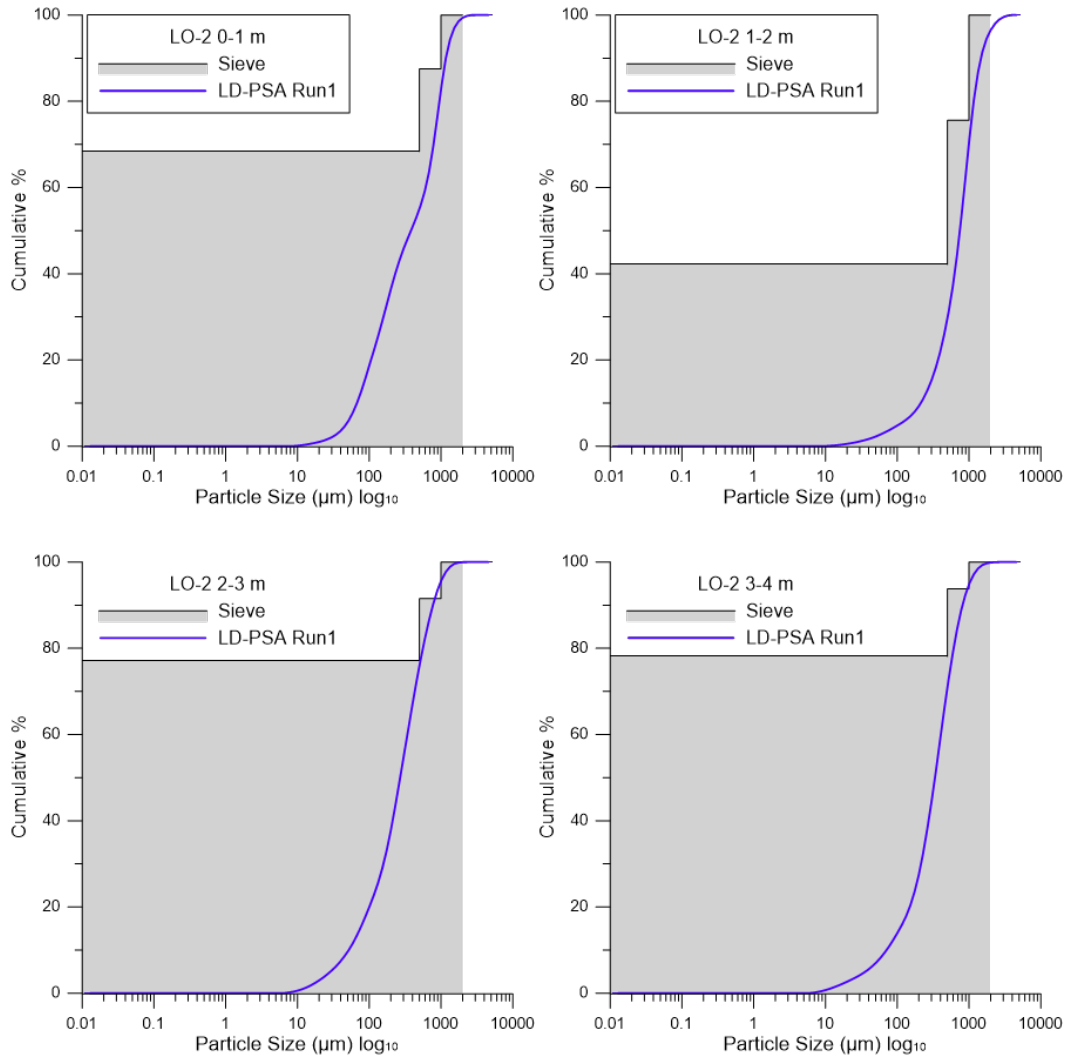 LO-2 0-1 m
Sieve
LD-PSA Run1
100
80
60
40
20
0
Cumulative %
0.01 0.1 1 10 100 1000 10000
Particle Size (µm) log₁₀
LO-2 1-2 m
Sieve
LD-PSA Run1
100
80
60
40
20
0
Cumulative %
0.01 0.1 1 10 100 1000 10000
Particle Size (µm) log₁₀
LO-2 2-3 m
Sieve
LD-PSA Run1
100
80
60
40
20
0
Cumulative %
0.01 0.1 1 10 100 1000 10000
Particle Size (µm) log₁₀
LO-2 3-4 m
Sieve
LD-PSA Run1
100
80
60
40
20
0
Cumulative %
0.01 0.1 1 10 100 1000 10000
Particle Size (µm) log₁₀